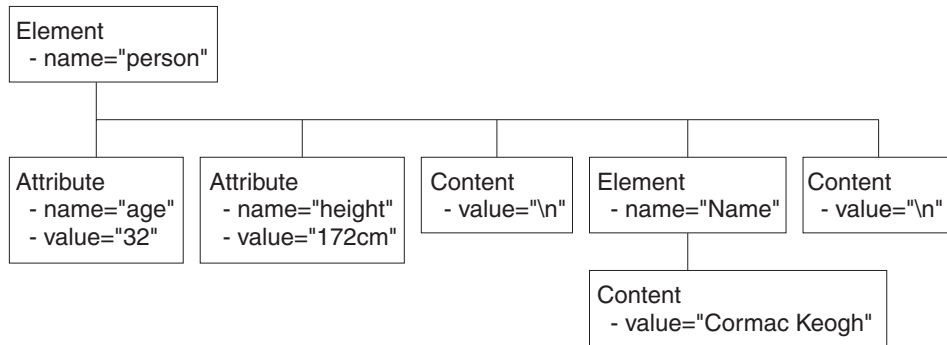 Element
- name="person"
Attribute
- name="age"
- value="32"
Attribute
- name="height"
- value="172cm"
Content
- value="\n"
Element
- name="Name"
Content
- value="\n"
Content
- value="Cormac Keogh"